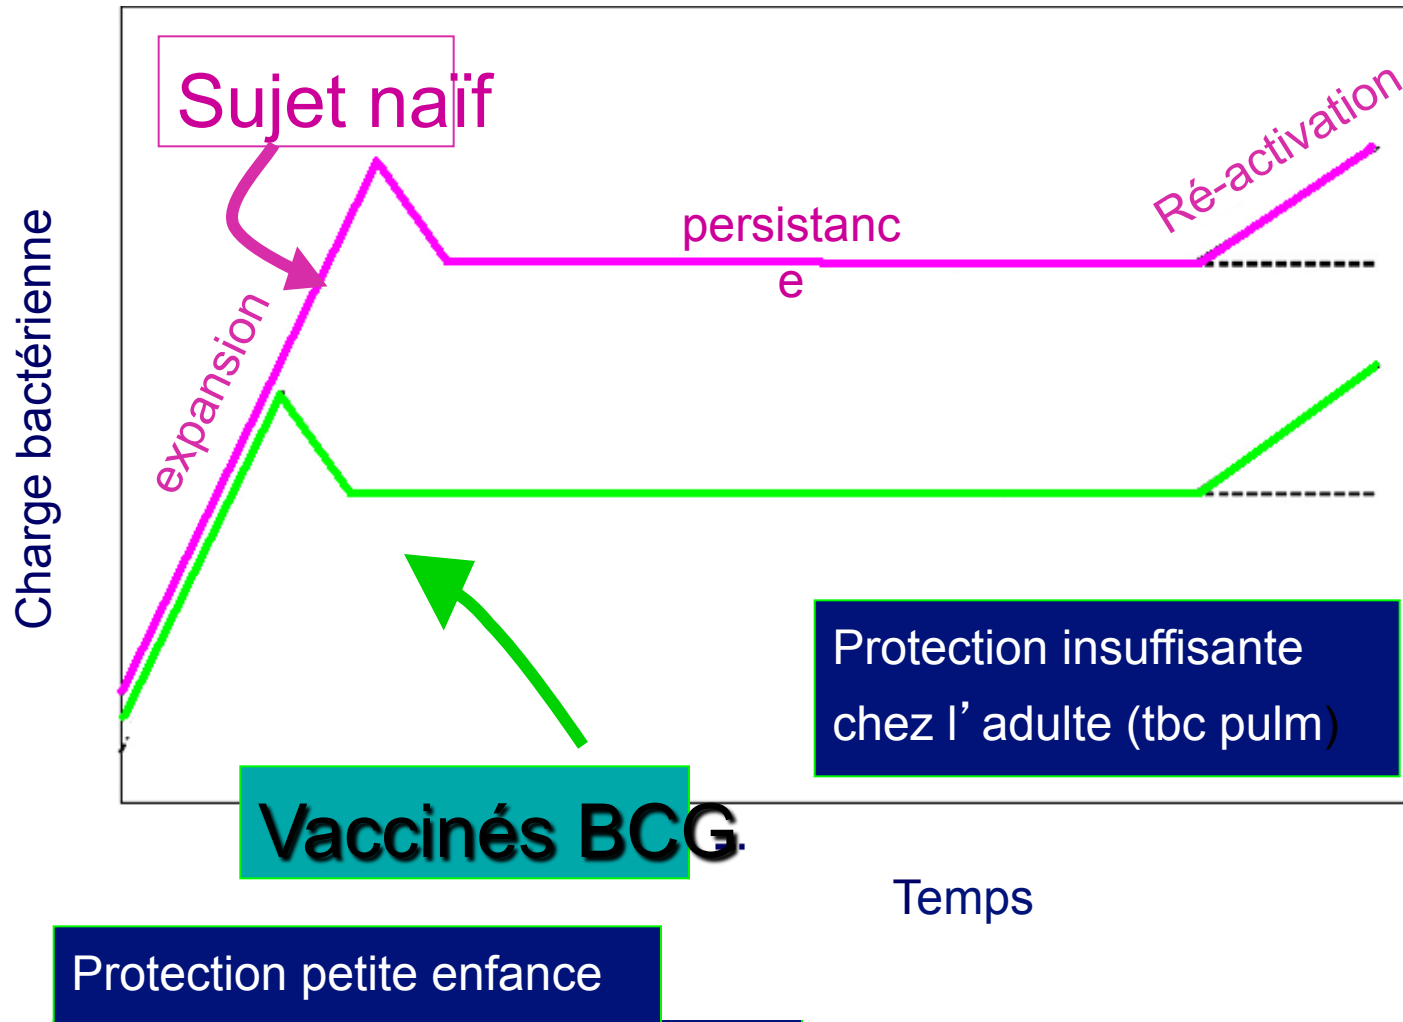 Sujet naïf
Ré-activation
persistanc
e
expansion
Charge bactérienne
Protection insuffisante
chez l’adulte (tbc pulm)
Vaccinés BCG
Temps
Protection petite enfance